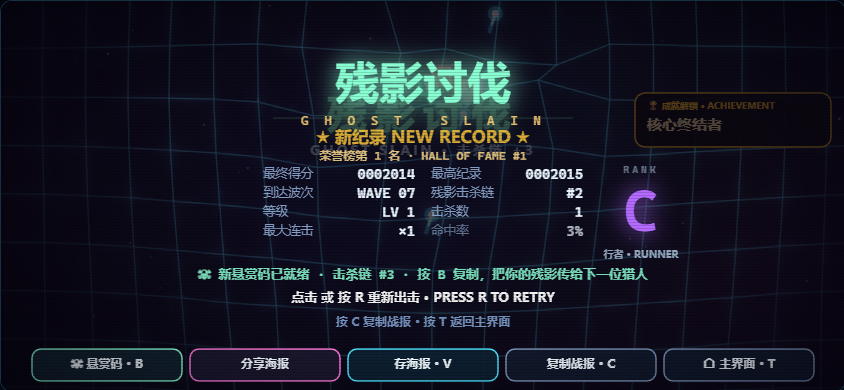 残影讨伐
GHOST SLAIN
★ 新纪录 NEW RECORD ★
荣誉榜第 1 名 · HALL OF FAME #1
成就解锁 • ACHIEVEMENT
核心终结者
最终得分 0002014 最高纪录 0002015
到达波次 WAVE 07 残影击杀链 #2
等级 LV 1 击杀数 1
最大连击 ×1 命中率 3%
RANK
C
行者 • RUNNER
新悬赏码已就绪 · 击杀链 #3 · 按 B 复制，把你的残影传给下一位猎人
点击 或 按 R 重新出击 • PRESS R TO RETRY
按 C 复制战报 • 按 T 返回主界面
悬赏码 • B
分享海报
存海报 • V
复制战报 • C
主界面 • T